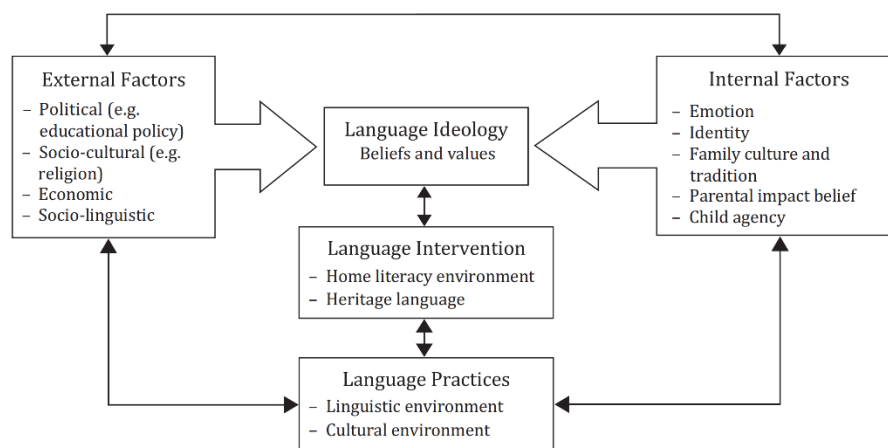 External Factors
– Political (e.g.
educational policy)
– Socio-cultural (e.g.
religion)
– Economic
– Socio-linguistic
Language Ideology
Beliefs and values
Internal Factors
– Emotion
– Identity
– Family culture and
tradition
– Parental impact belief
– Child agency
Language Intervention
– Home literacy environment
– Heritage language
Language Practices
– Linguistic environment
– Cultural environment